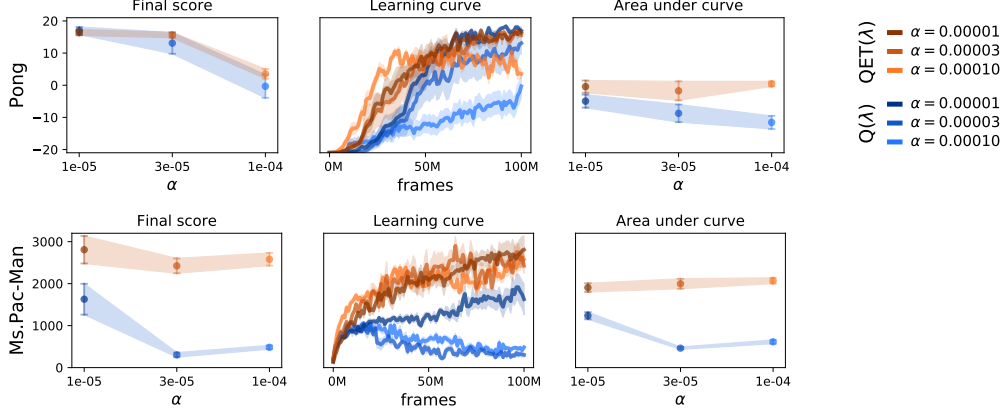 Final score
Learning curve
Area under curve
20
10
0
−10
−20
Pong
1e-05
3e-05
1e-04
α
0M
50M
100M
frames
1e-05
3e-05
1e-04
α
QET(λ)
α = 0.00001
α = 0.00003
α = 0.00010
Q(λ)
α = 0.00001
α = 0.00003
α = 0.00010
Final score
Learning curve
Area under curve
3000
2000
1000
0
Ms.Pac-Man
1e-05
3e-05
1e-04
α
0M
50M
100M
frames
1e-05
3e-05
1e-04
α